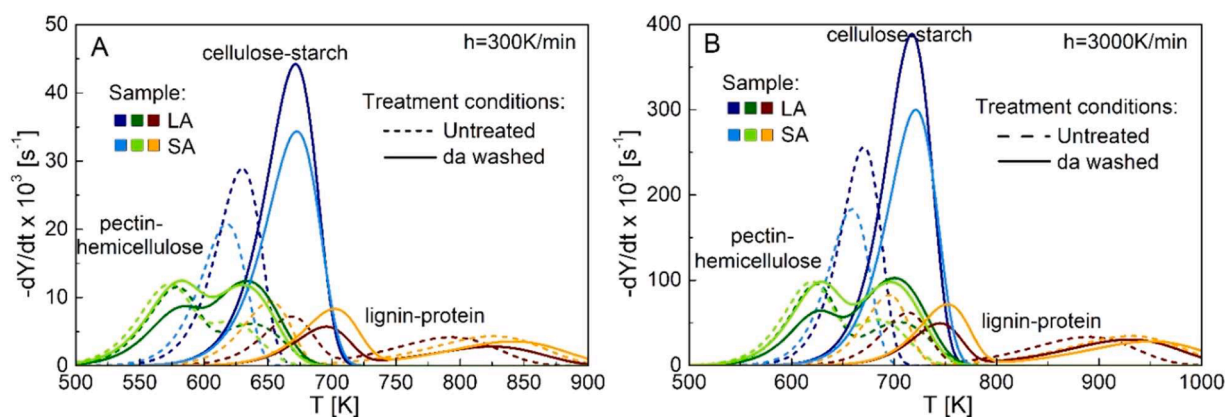 A
cellulose-starch
h=300K/min
Sample:
LA
SA
Treatment conditions:
Untreated
da washed
pectin-
hemicellulose
lignin-protein
-dY/dt x 10³ [s⁻¹]
50
40
30
20
10
0
500
550
600
650
700
750
800
850
900
T [K]
B
cellulose-starch
h=3000K/min
Sample:
LA
SA
Treatment conditions:
Untreated
da washed
pectin-
hemicellulose
lignin-protein
-dY/dt x 10³ [s⁻¹]
400
300
200
100
0
500
600
700
800
900
1000
T [K]